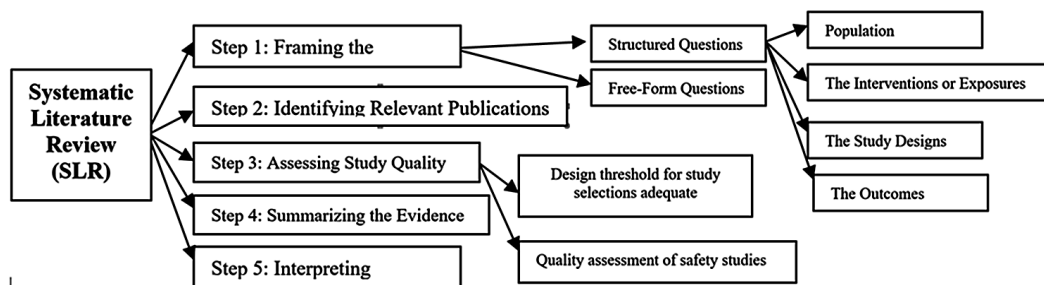 Systematic
Literature
Review
(SLR)
Step 1: Framing the
Step 2: Identifying Relevant Publications
Step 3: Assessing Study Quality
Step 4: Summarizing the Evidence
Step 5: Interpreting
Structured Questions
Free-Form Questions
Population
The Interventions or Exposures
The Study Designs
The Outcomes
Design threshold for study
selections adequate
Quality assessment of safety studies